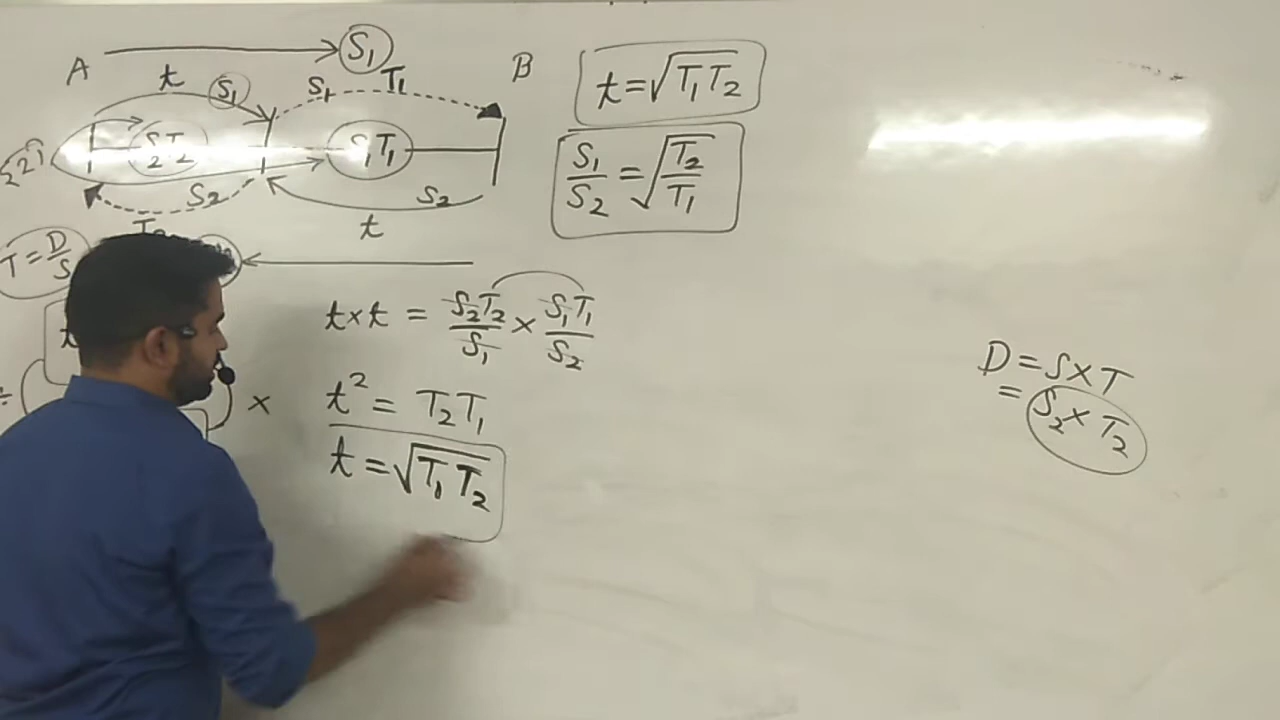 A → S₁ B
t S₁ S₁ T₁
S₂T₂ S₁T₁
S₂ S₂
t
T = D/S
t = √T₁T₂
S₁/S₂ = √T₂/T₁
t × t = S₂T₂/S₁ × S₁T₁/S₂
÷ × t² = T₂T₁
t = √T₁T₂
D = S × T
= S₂ × T₂